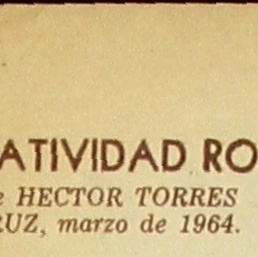 ATIVIDAD RO
e HECTOR TORRES
RUZ, marzo de 1964.